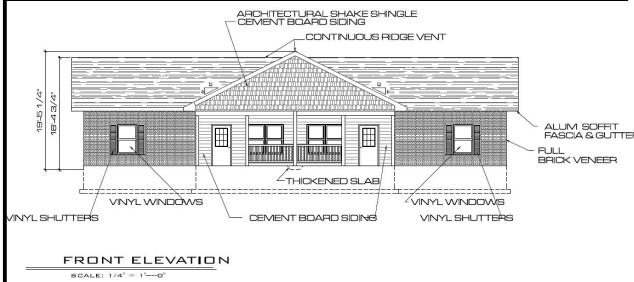 ARCHITECTURAL SHAKE SHINGLE
CEMENT BOARD SIDING
CONTINUOUS RIDGE VENT
19'-5 1/4"
18'-4 3/4"
ALUM SOFFIT
FASCIA & GUTTER
FULL
BRICK VENEER
THICKENED SLAB
VINYL WINDOWS
VINYL WINDOWS
VINYL SHUTTERS
CEMENT BOARD SIDING
VINYL SHUTTERS
FRONT ELEVATION
SCALE: 1/4" = 1'-0"